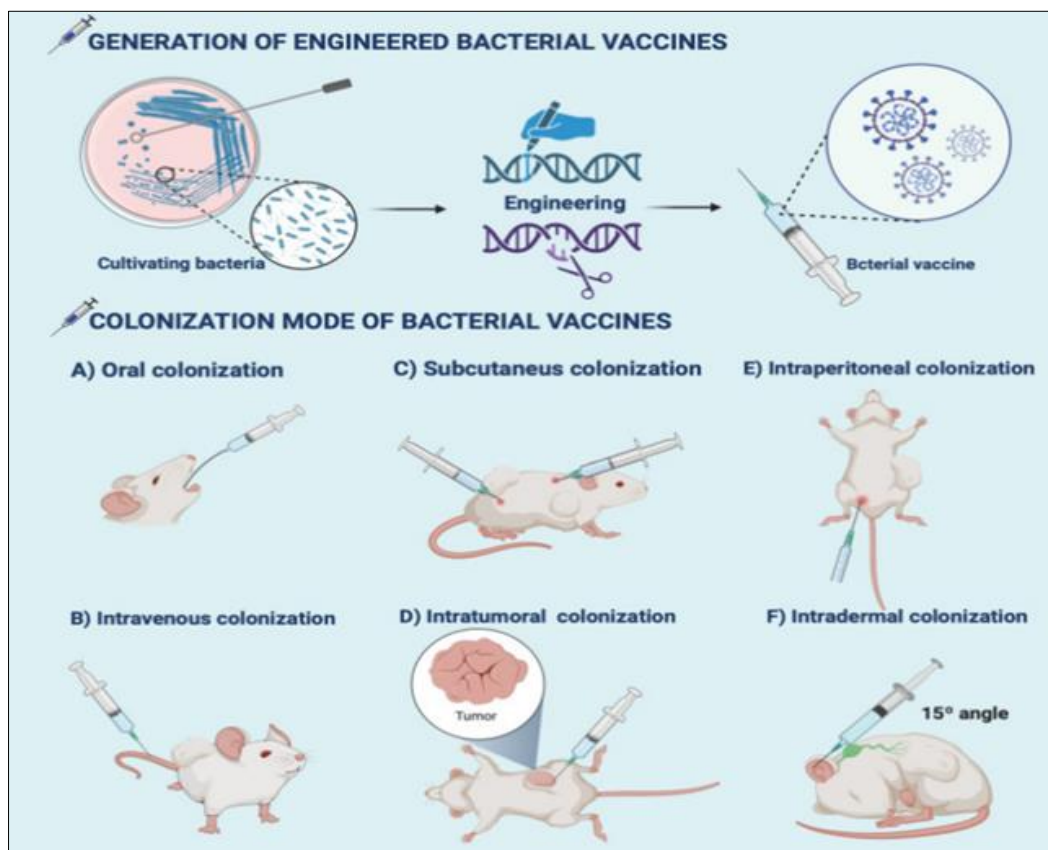 GENERATION OF ENGINEERED BACTERIAL VACCINES
Cultivating bacteria
Engineering
Bcterial vaccine
COLONIZATION MODE OF BACTERIAL VACCINES
A) Oral colonization
C) Subcutaneus colonization
E) Intraperitoneal colonization
B) Intravenous colonization
D) Intratumoral colonization
F) Intradermal colonization
Tumor
15º angle